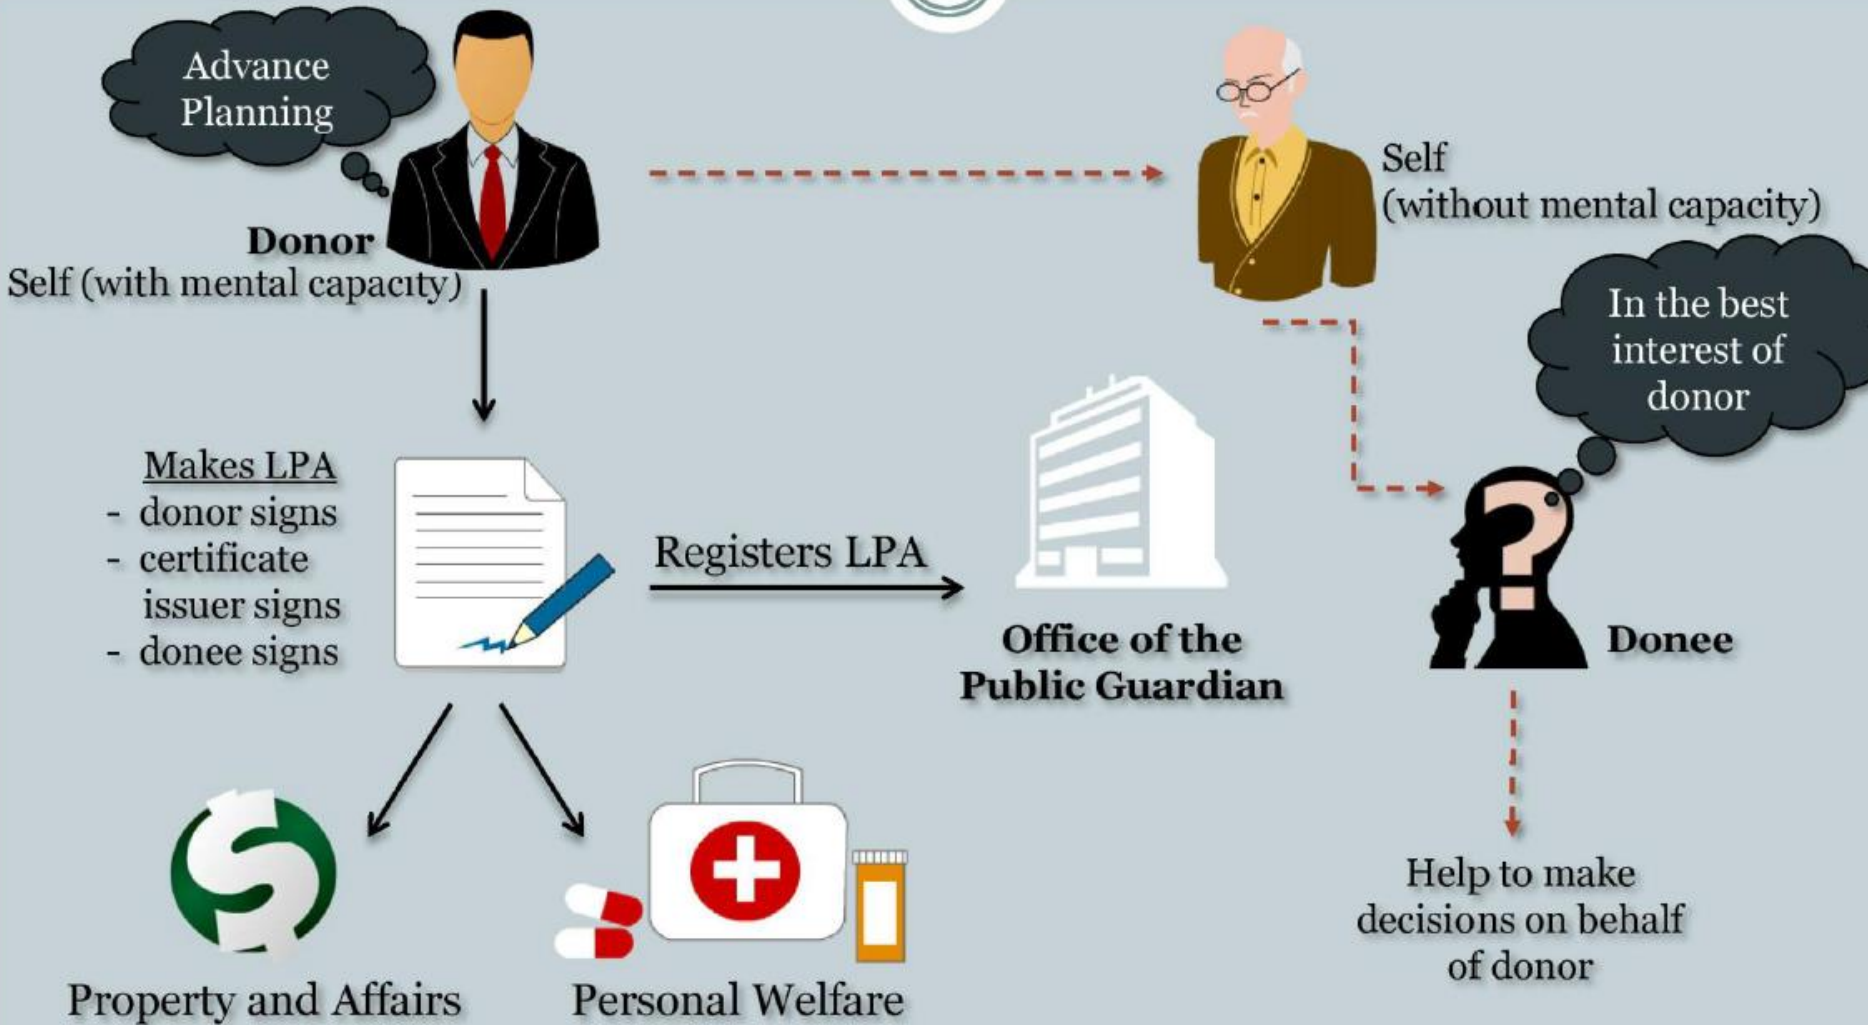 Advance
Planning
Donor
Self (with mental capacity)
Self
(without mental capacity)
In the best
interest of
donor
Makes LPA
- donor signs
- certificate
issuer signs
- donee signs
Registers LPA
Office of the
Public Guardian
Donee
Property and Affairs
Personal Welfare
Help to make
decisions on behalf
of donor